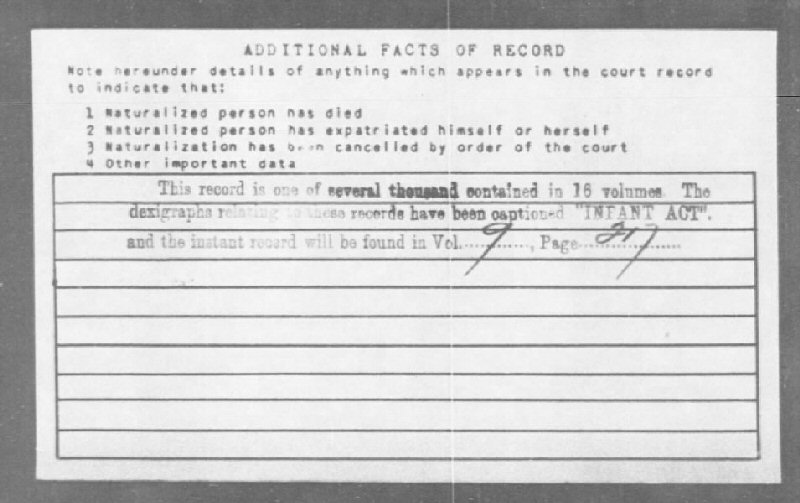 ADDITIONAL FACTS OF RECORD
Note hereunder details of anything which appears in the court record
to indicate that:
1 Naturalized person has died
2 Naturalized person has expatriated himself or herself
3 Naturalization has been cancelled by order of the court
4 Other important data
This record is one of several thousand contained in 16 volumes. The
dexigraphs relating to these records have been captioned "INFANT ACT".
and the instant record will be found in Vol. 9, Page 217